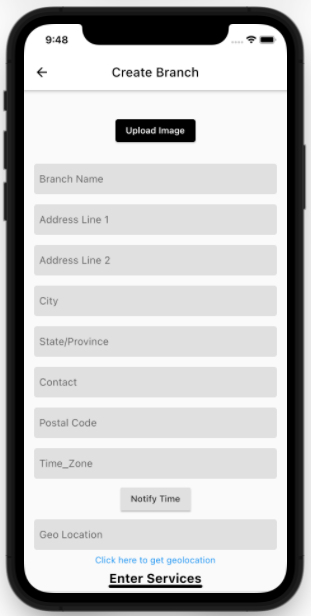 9:48
Create Branch
Upload Image
Branch Name
Address Line 1
Address Line 2
City
State/Province
Contact
Postal Code
Time_Zone
Notify Time
Geo Location
Click here to get geolocation
Enter Services